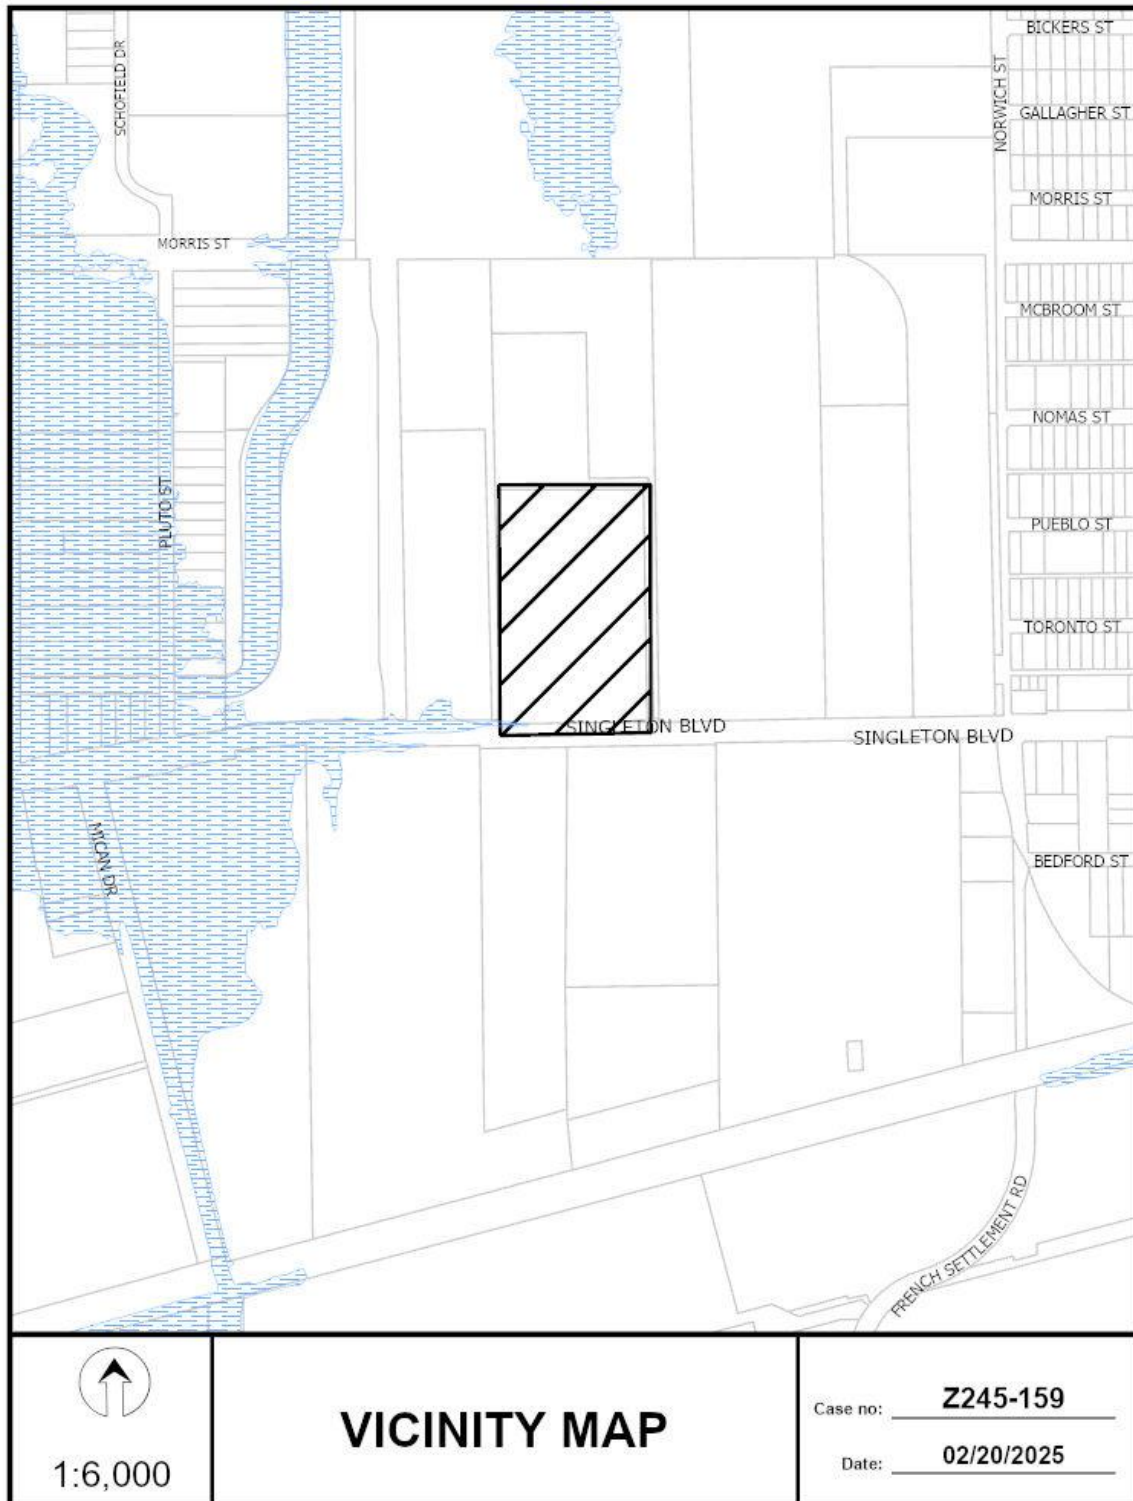 BICKERS ST
SCHOFIELD DR
NORWICH ST
GALLAGHER ST
MORRIS ST
MORRIS ST
MCBROOM ST
NOMAS ST
PLUTO ST
PUEBLO ST
TORONTO ST
SINGLETON BLVD
SINGLETON BLVD
MICAN DR
BEDFORD ST
FRENCH SETTLEMENT RD
1:6,000
VICINITY MAP
Case no: Z245-159
Date: 02/20/2025